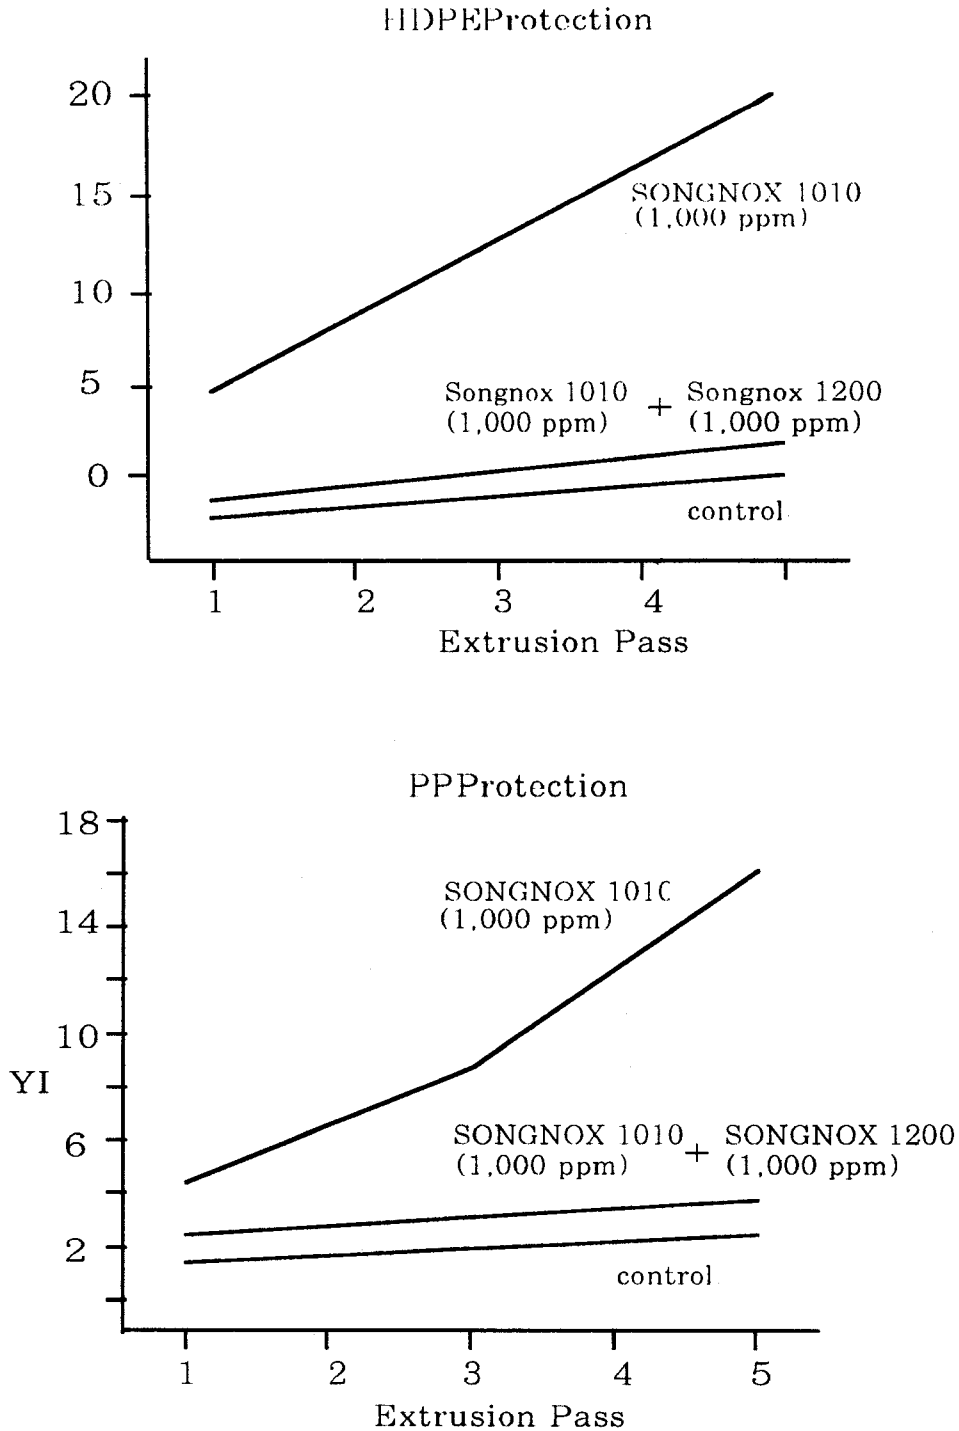 HDPEProtection
20
15
SONGNOX 1010
(1,000 ppm)
10
5
Songnox 1010 + Songnox 1200
(1,000 ppm) (1,000 ppm)
0
control
1 2 3 4
Extrusion Pass
PPProtection
18
SONGNOX 1010
(1,000 ppm)
14
10
YI
SONGNOX 1010 + SONGNOX 1200
(1,000 ppm) (1,000 ppm)
6
2
control
1 2 3 4 5
Extrusion Pass